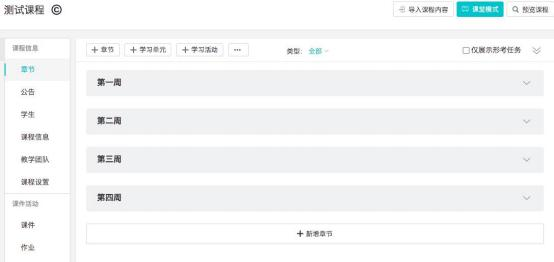 测试课程 ©
导入课程内容 课堂模式 预览课程
课程信息
章节
公告
学生
课程信息
教学团队
课程设置
课件活动
课件
作业
+ 章节 + 学习单元 + 学习活动 ···
类型: 全部
仅展示形考任务
第一周
第二周
第三周
第四周
+ 新增章节